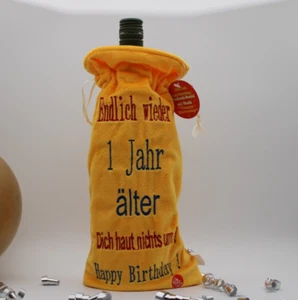 Endlich wieder
1 Jahr
älter
Dich haut nichts um!
Happy Birthday !